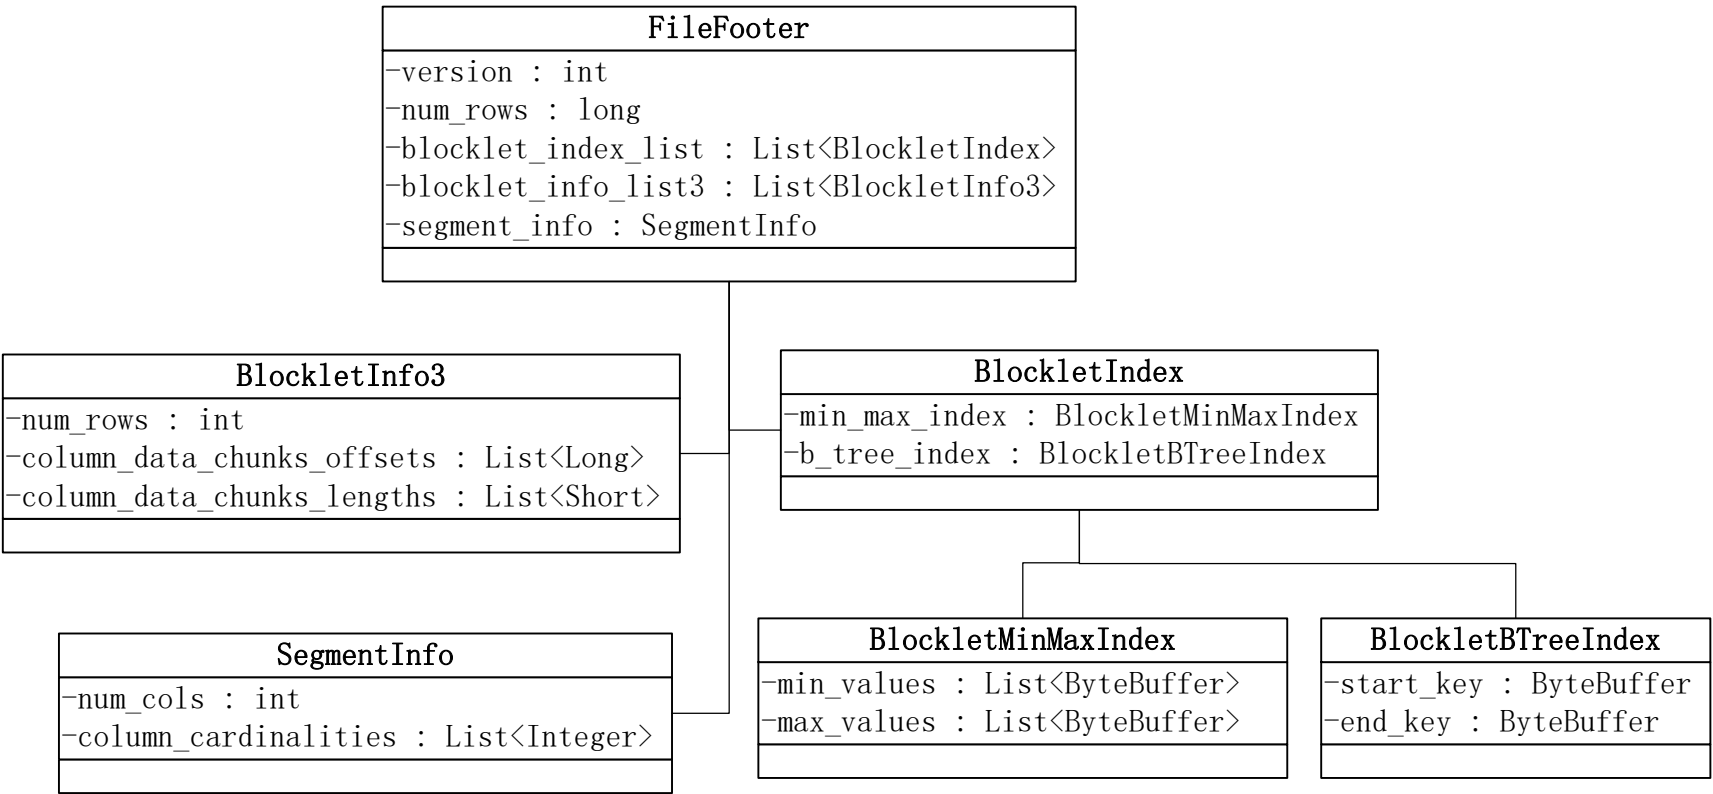 FileFooter
-version : int
-num_rows : long
-blocklet_index_list : List<BlockletIndex>
-blocklet_info_list3 : List<BlockletInfo3>
-segment_info : SegmentInfo
BlockletInfo3
-num_rows : int
-column_data_chunks_offsets : List<Long>
-column_data_chunks_lengths : List<Short>
BlockletIndex
-min_max_index : BlockletMinMaxIndex
-b_tree_index : BlockletBTreeIndex
SegmentInfo
-num_cols : int
-column_cardinalities : List<Integer>
BlockletMinMaxIndex
-min_values : List<ByteBuffer>
-max_values : List<ByteBuffer>
BlockletBTreeIndex
-start_key : ByteBuffer
-end_key : ByteBuffer